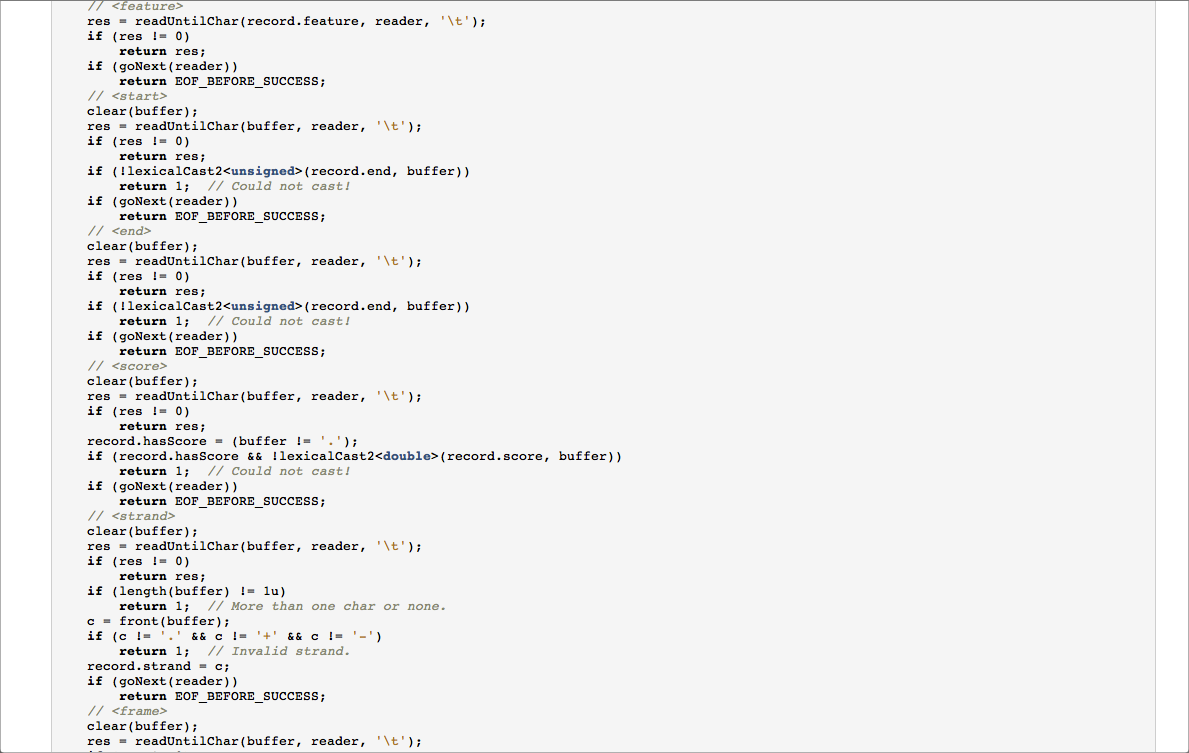 // <feature>
res = readUntilChar(record.feature, reader, '\t');
if (res != 0)
    return res;
if (goNext(reader))
    return EOF_BEFORE_SUCCESS;
// <start>
clear(buffer);
res = readUntilChar(buffer, reader, '\t');
if (res != 0)
    return res;
if (!lexicalCast2<unsigned>(record.end, buffer))
    return 1;  // Could not cast!
if (goNext(reader))
    return EOF_BEFORE_SUCCESS;
// <end>
clear(buffer);
res = readUntilChar(buffer, reader, '\t');
if (res != 0)
    return res;
if (!lexicalCast2<unsigned>(record.end, buffer))
    return 1;  // Could not cast!
if (goNext(reader))
    return EOF_BEFORE_SUCCESS;
// <score>
clear(buffer);
res = readUntilChar(buffer, reader, '\t');
if (res != 0)
    return res;
record.hasScore = (buffer != '.');
if (record.hasScore && !lexicalCast2<double>(record.score, buffer))
    return 1;  // Could not cast!
if (goNext(reader))
    return EOF_BEFORE_SUCCESS;
// <strand>
clear(buffer);
res = readUntilChar(buffer, reader, '\t');
if (res != 0)
    return res;
if (length(buffer) != 1u)
    return 1;  // More than one char or none.
c = front(buffer);
if (c != '.' && c != '+' && c != '-')
    return 1;  // Invalid strand.
record.strand = c;
if (goNext(reader))
    return EOF_BEFORE_SUCCESS;
// <frame>
clear(buffer);
res = readUntilChar(buffer, reader, '\t');